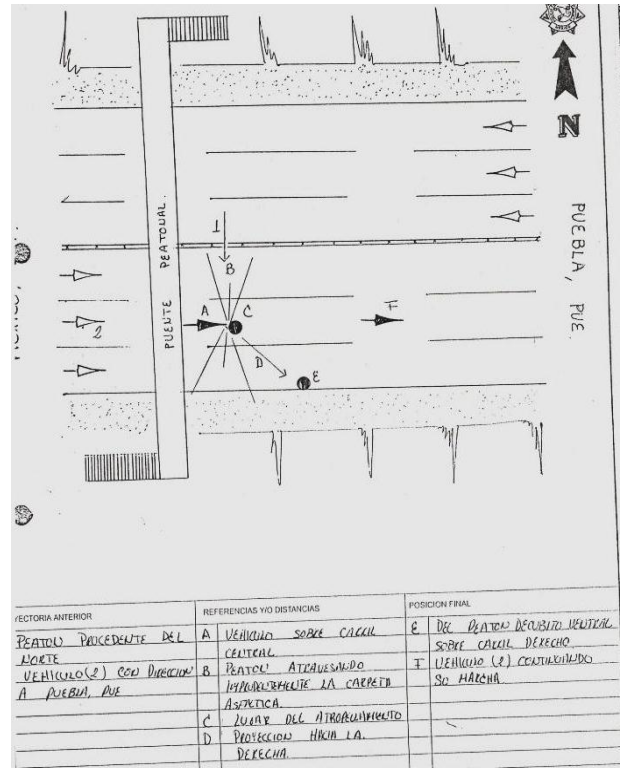 N
PUEBLA, PUE.
PUENTE PEATONAL.
1
B
2
A
C
F
D
E
YECTORIA ANTERIOR
PEATON PROCEDENTE DEL
NORTE
VEHICULO(2) CON DIRECCION
A PUEBLA, PUE
REFERENCIAS Y/O DISTANCIAS
A VEHICULO SOBRE CARRIL
CENTRAL
B PEATON ATRAVESANDO
IMPRUDENTEMENTE LA CARPETA
ASFALTICA.
C LUGAR DEL ATROPELLAMIENTO
D PROYECCION HACIA LA
DERECHA.
POSICION FINAL
E DEL PEATON DECUBITO VENTRAL
SOBRE CARRIL DERECHO
F VEHICULO (2) CONTINUANDO
SU MARCHA.